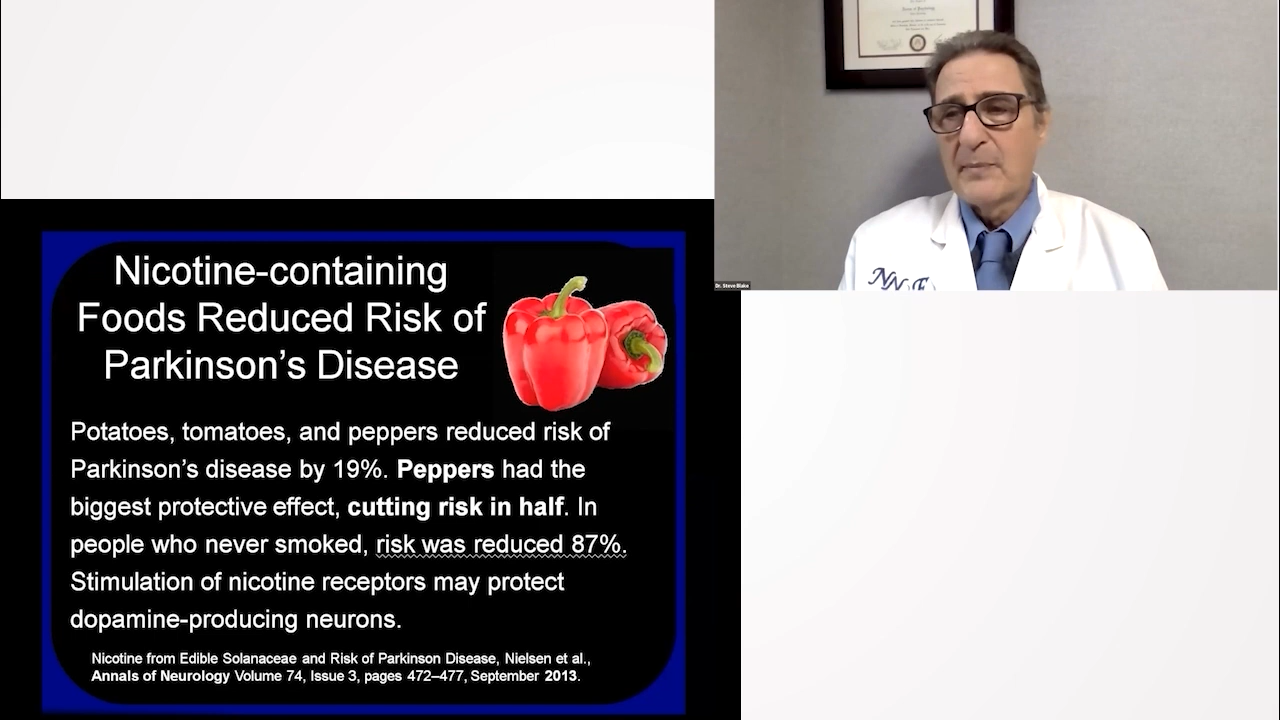 Nicotine-containing
Foods Reduced Risk of
Parkinson's Disease
Potatoes, tomatoes, and peppers reduced risk of
Parkinson's disease by 19%. Peppers had the
biggest protective effect, cutting risk in half. In
people who never smoked, risk was reduced 87%.
Stimulation of nicotine receptors may protect
dopamine-producing neurons.
Nicotine from Edible Solanaceae and Risk of Parkinson Disease, Nielsen et al.,
Annals of Neurology Volume 74, Issue 3, pages 472–477, September 2013.
Dr. Steve Blake